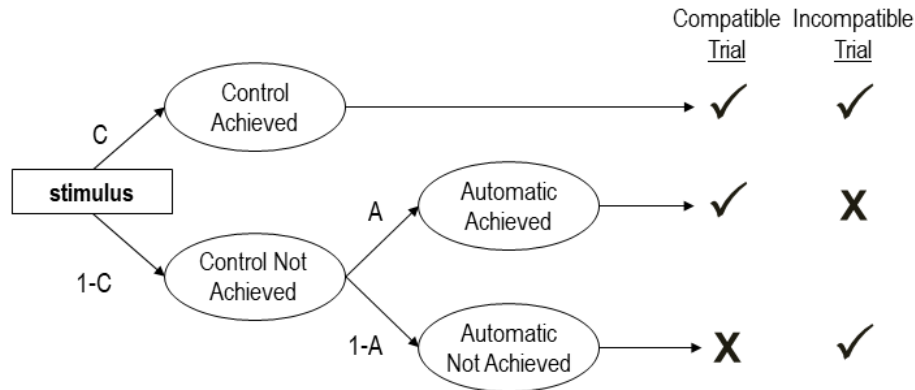 Compatible Incompatible
Trial Trial
Control
Achieved
C
stimulus
Automatic
Achieved
A
Control Not
Achieved
1-C
1-A
Automatic
Not Achieved